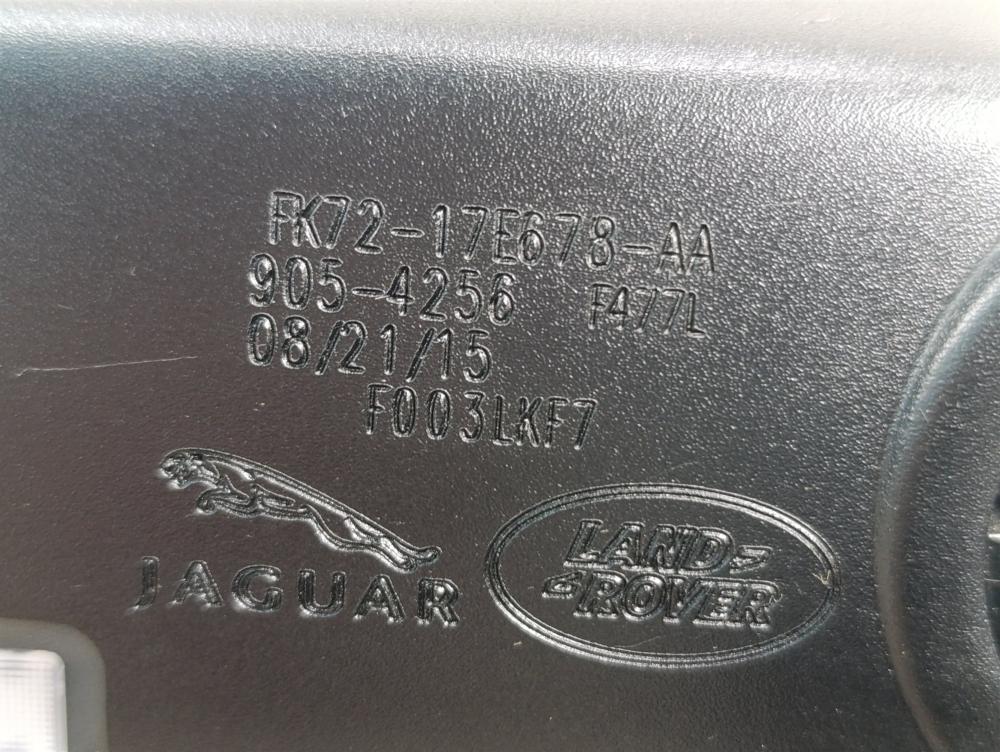 FK72-17E678-AA
905-4256 F477L
08/21/15
F003LKF7
JAGUAR
LAND
ROVER